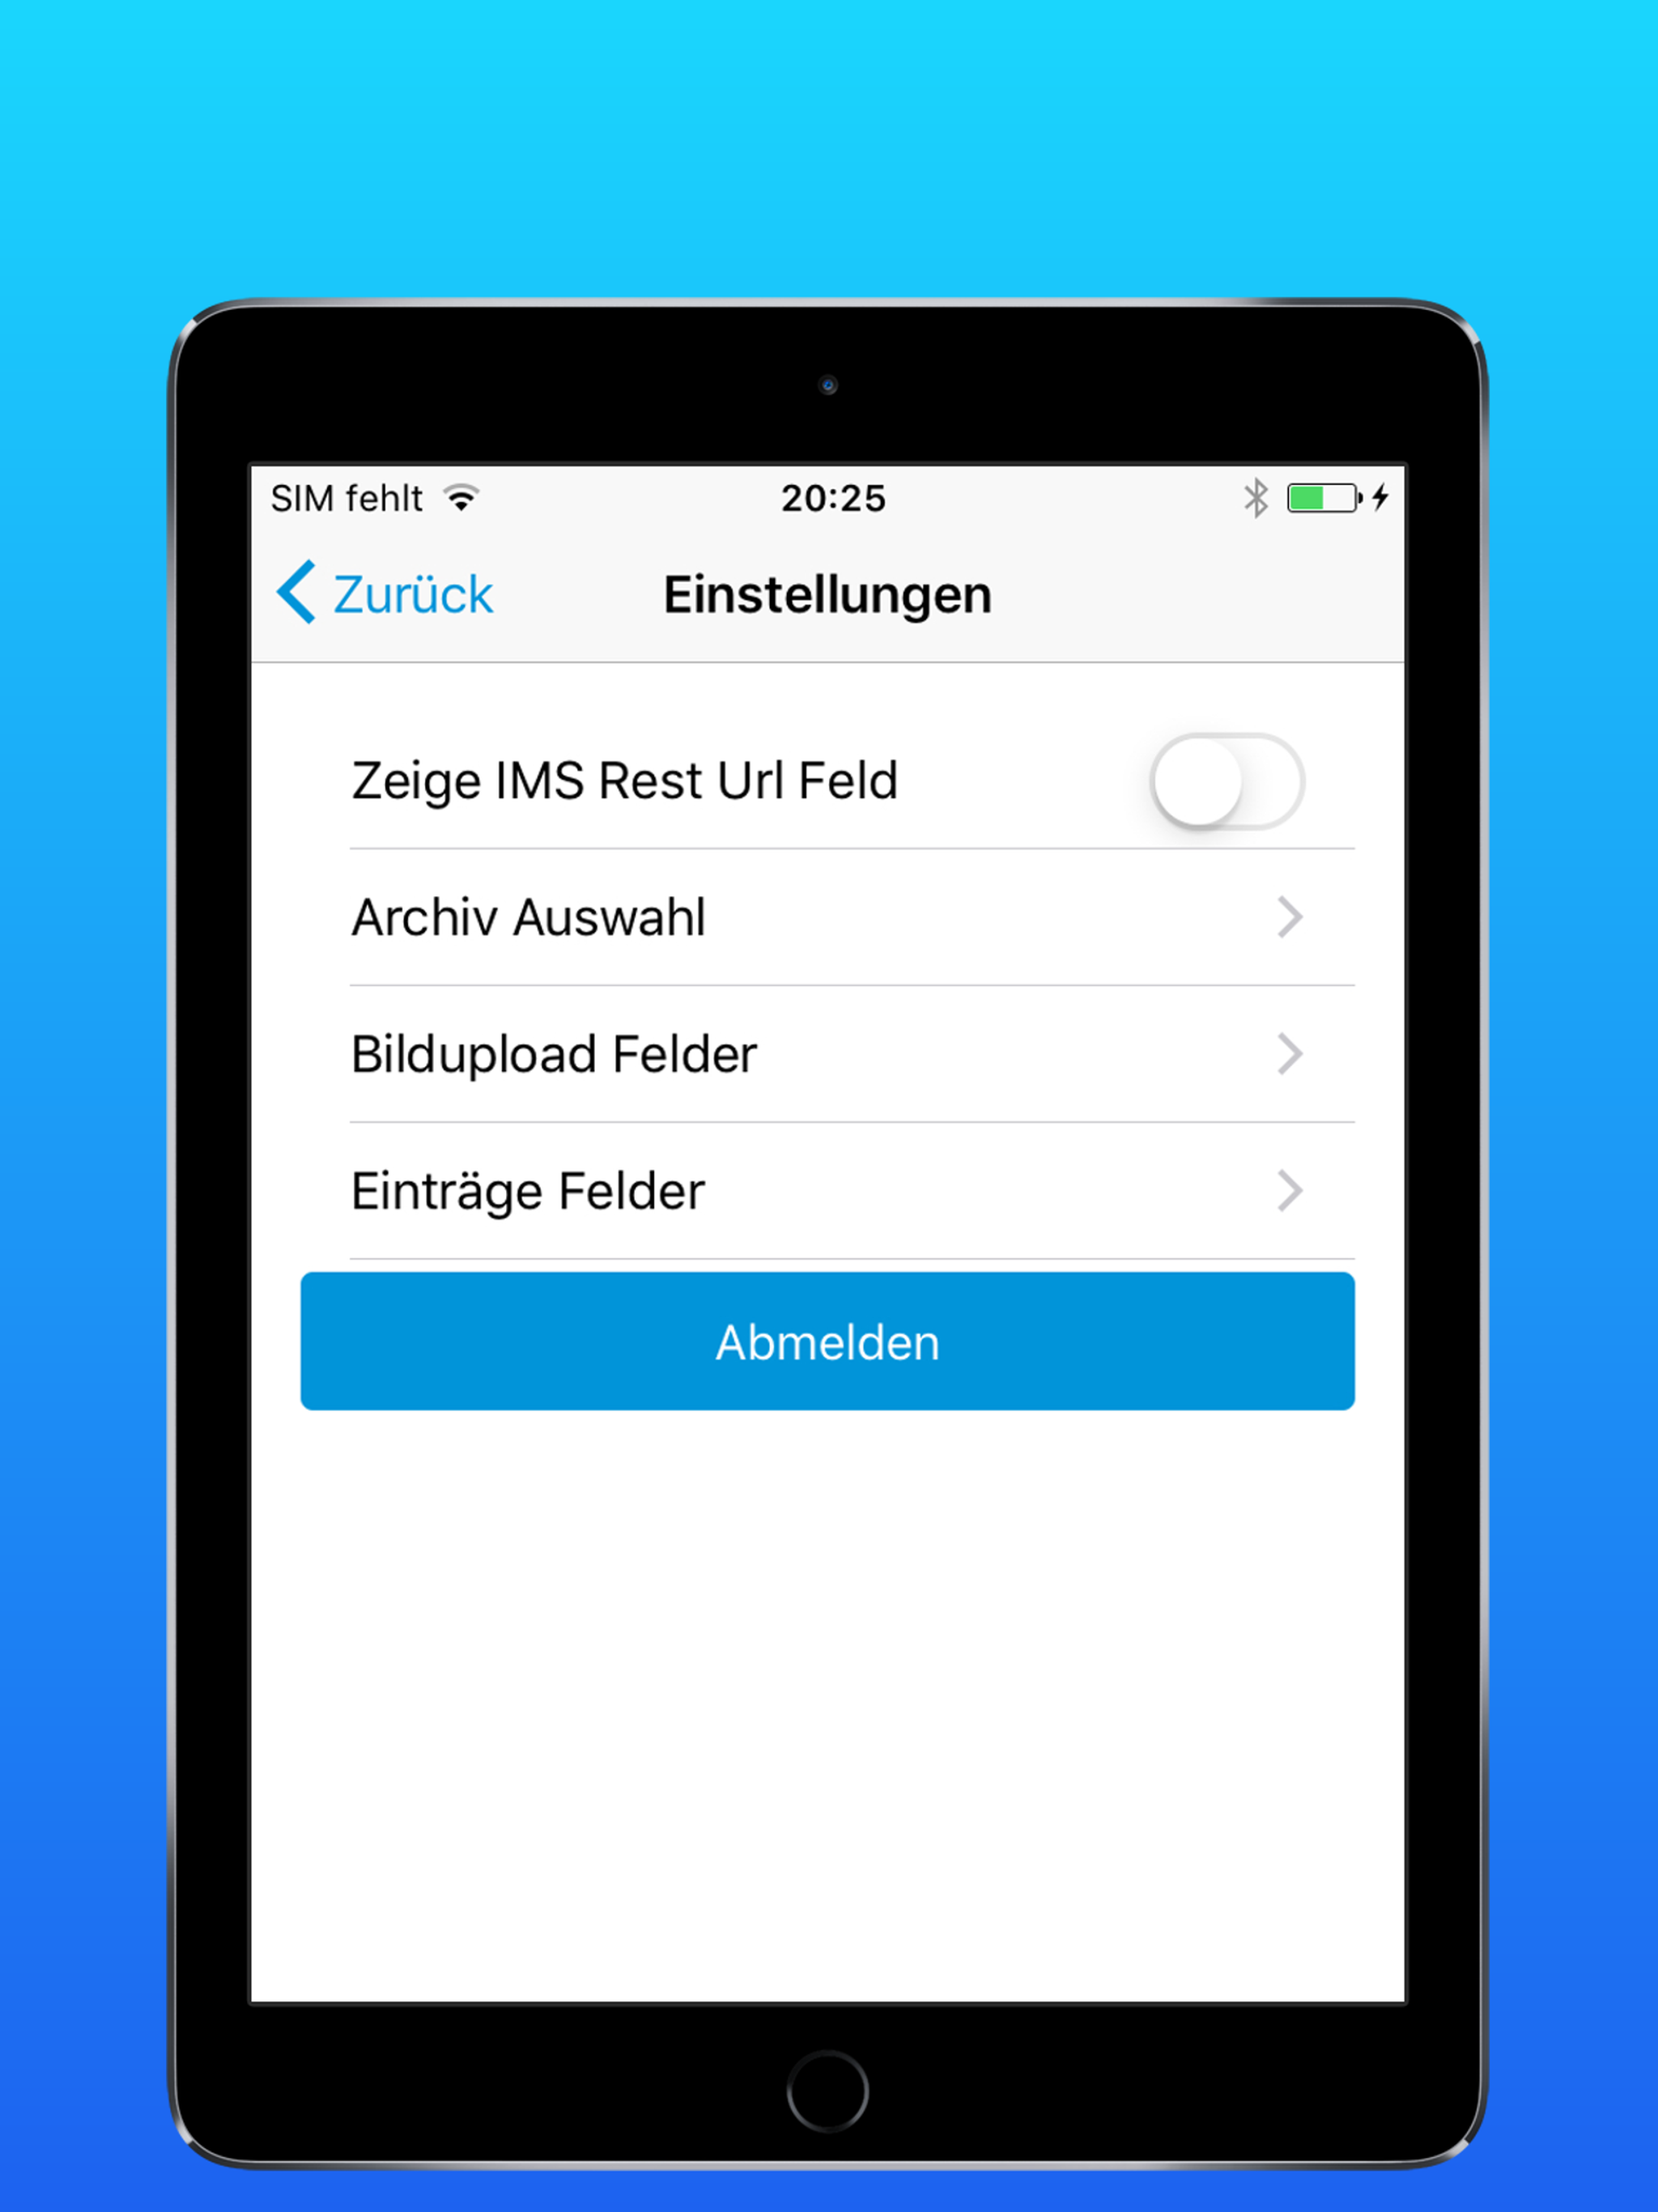 SIM fehlt 20:25
Zurück Einstellungen
Zeige IMS Rest Url Feld
Archiv Auswahl
Bildupload Felder
Einträge Felder
Abmelden